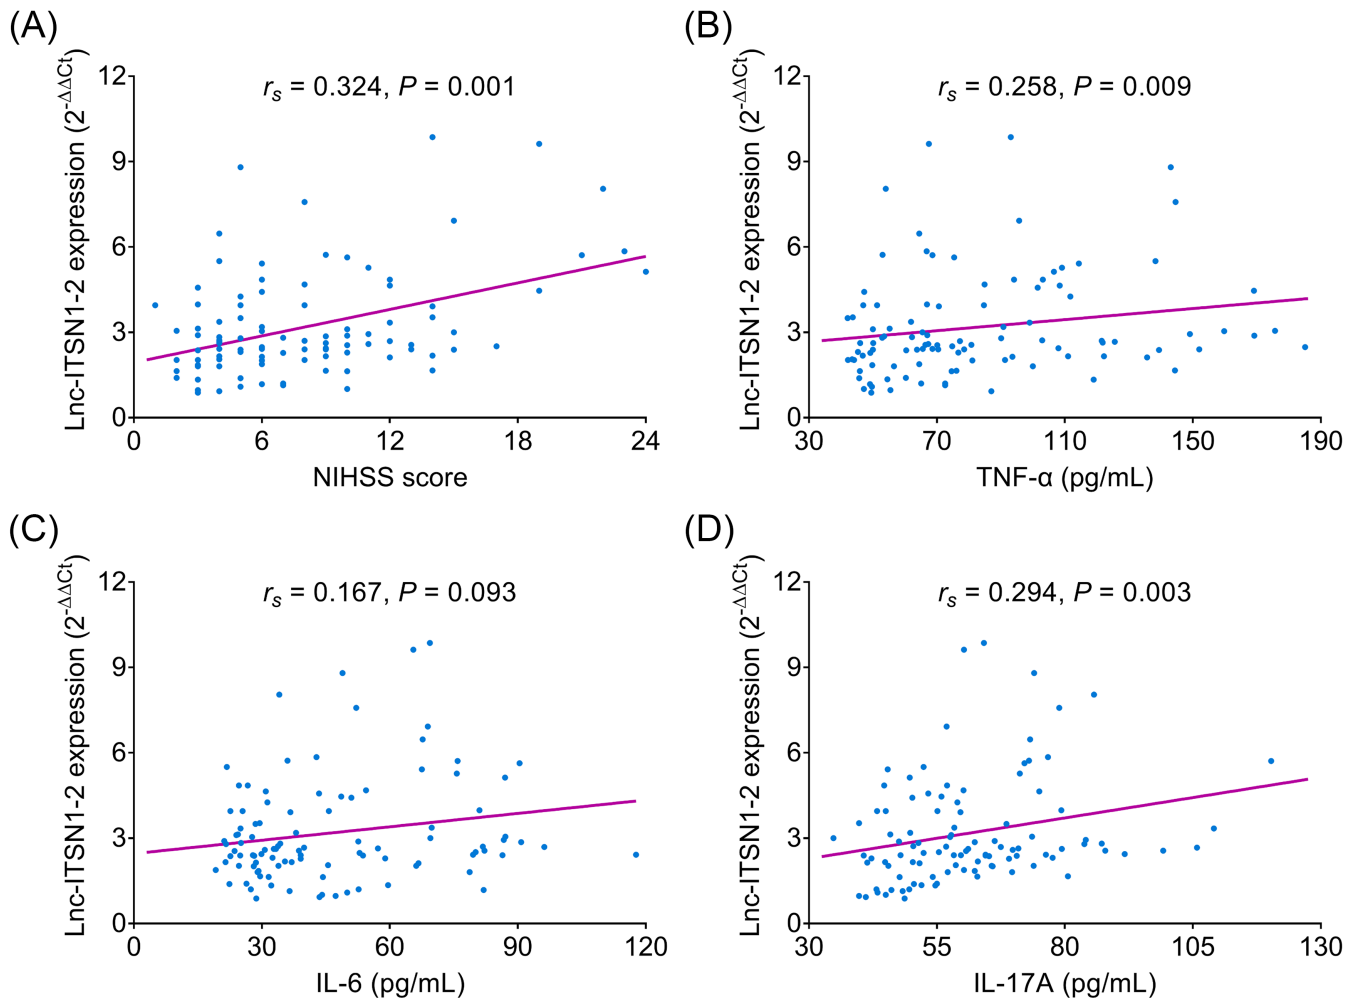 (A)
Lnc-ITSN1-2 expression (2^-ΔΔCt)
r_s = 0.324, P = 0.001
12
9
6
3
0
0 6 12 18 24
NIHSS score
(B)
Lnc-ITSN1-2 expression (2^-ΔΔCt)
r_s = 0.258, P = 0.009
12
9
6
3
0
30 70 110 150 190
TNF-α (pg/mL)
(C)
Lnc-ITSN1-2 expression (2^-ΔΔCt)
r_s = 0.167, P = 0.093
12
9
6
3
0
0 30 60 90 120
IL-6 (pg/mL)
(D)
Lnc-ITSN1-2 expression (2^-ΔΔCt)
r_s = 0.294, P = 0.003
12
9
6
3
0
30 55 80 105 130
IL-17A (pg/mL)